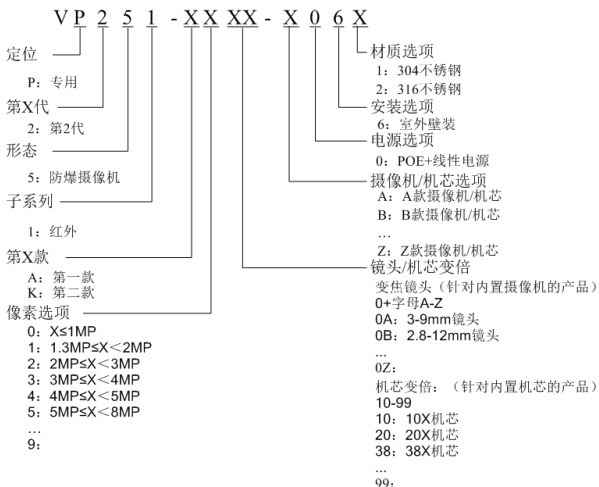 VP251-XXXX-X06X
定位
P：专用
第X代
2：第2代
形态
5：防爆摄像机
子系列
1：红外
第X款
A：第一款
K：第二款
像素选项
0：X≤1MP
1：1.3MP≤X＜2MP
2：2MP≤X＜3MP
3：3MP≤X＜4MP
4：4MP≤X＜5MP
5：5MP≤X＜8MP
...
9：
材质选项
1：304不锈钢
2：316不锈钢
安装选项
6：室外壁装
电源选项
0：POE+线性电源
摄像机/机芯选项
A：A款摄像机/机芯
B：B款摄像机/机芯
...
Z：Z款摄像机/机芯
镜头/机芯变倍
变焦镜头（针对内置摄像机的产品）
0+字母A-Z
0A：3-9mm镜头
0B：2.8-12mm镜头
...
0Z：
机芯变倍：（针对内置机芯的产品）
10-99
10：10X机芯
20：20X机芯
38：38X机芯
...
99：